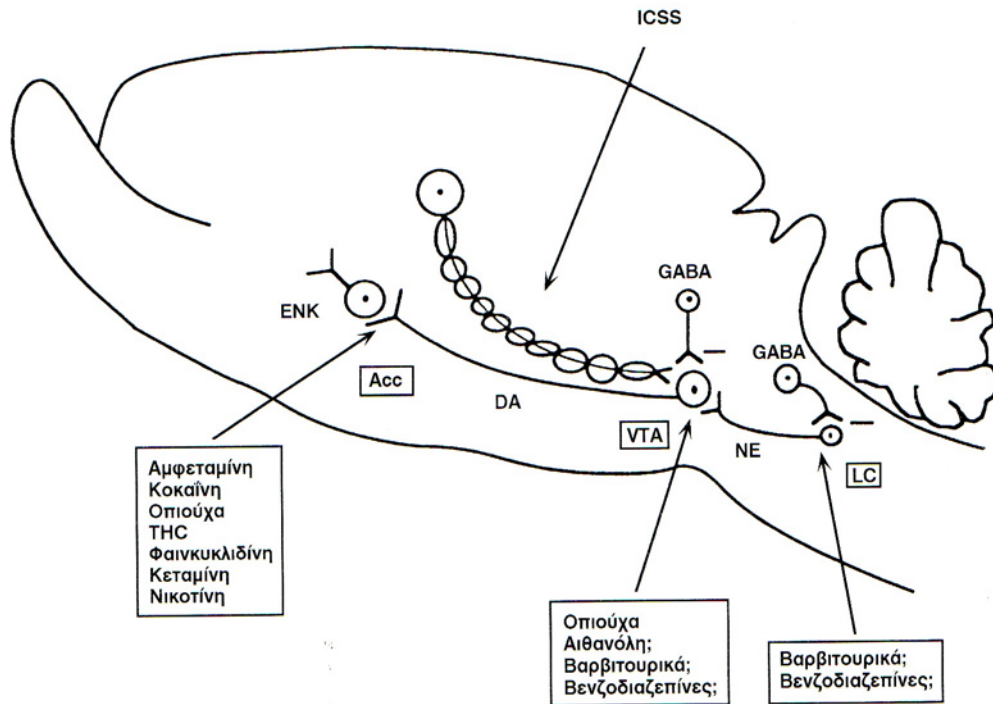 ICSS
GABA
ENK
GABA
Acc
DA
VTA
NE
LC
Αμφεταμίνη
Κοκαΐνη
Οπιούχα
THC
Φαινκυκλιδίνη
Κεταμίνη
Νικοτίνη
Οπιούχα
Αιθανόλη;
Βαρβιτουρικά;
Βενζοδιαζεπίνες;
Βαρβιτουρικά;
Βενζοδιαζεπίνες;